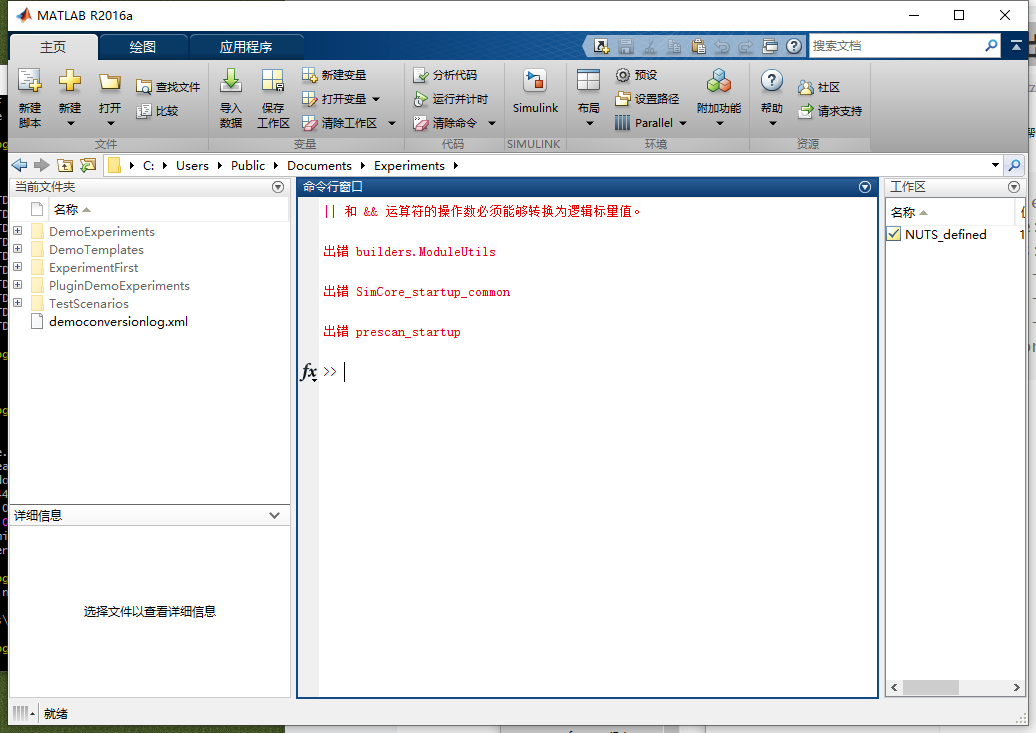 MATLAB R2016a
主页
绘图
应用程序
搜索文档
新建
脚本
新建
打开
查找文件
比较
导入
数据
保存
工作区
新建变量
打开变量
清除工作区
分析代码
运行并计时
清除命令
Simulink
布局
预设
设置路径
Parallel
附加功能
帮助
社区
请求支持
文件
变量
代码
SIMULINK
环境
资源
C: Users Public Documents Experiments
当前文件夹
名称
DemoExperiments
DemoTemplates
ExperimentFirst
PluginDemoExperiments
TestScenarios
democonversionlog.xml
详细信息
选择文件以查看详细信息
命令行窗口
|| 和 && 运算符的操作数必须能够转换为逻辑标量值。
出错 builders.ModuleUtils
出错 SimCore_startup_common
出错 prescan_startup
fx >>
工作区
名称
NUTS_defined
就绪